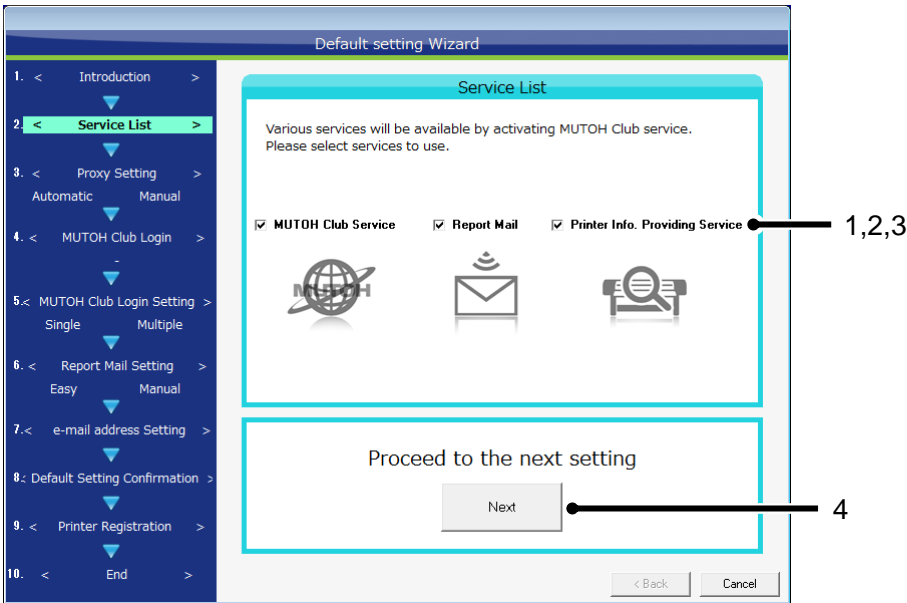 Default setting Wizard
1. < Introduction >
2. < Service List >
3. < Proxy Setting >
Automatic Manual
4. < MUTOH Club Login >
-
5.< MUTOH Club Login Setting >
Single Multiple
6. < Report Mail Setting >
Easy Manual
7.< e-mail address Setting >
8.< Default Setting Confirmation >
9. < Printer Registration >
10. < End >
Service List
Various services will be available by activating MUTOH Club service.
Please select services to use.
MUTOH Club Service Report Mail Printer Info. Providing Service 1,2,3
MUTOH
Proceed to the next setting
Next 4
< Back Cancel